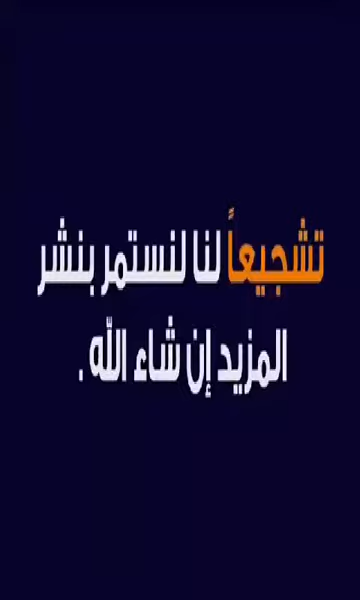 تشجيعاً لنا لنستمر بنشر
المزيد إن شاء الله .